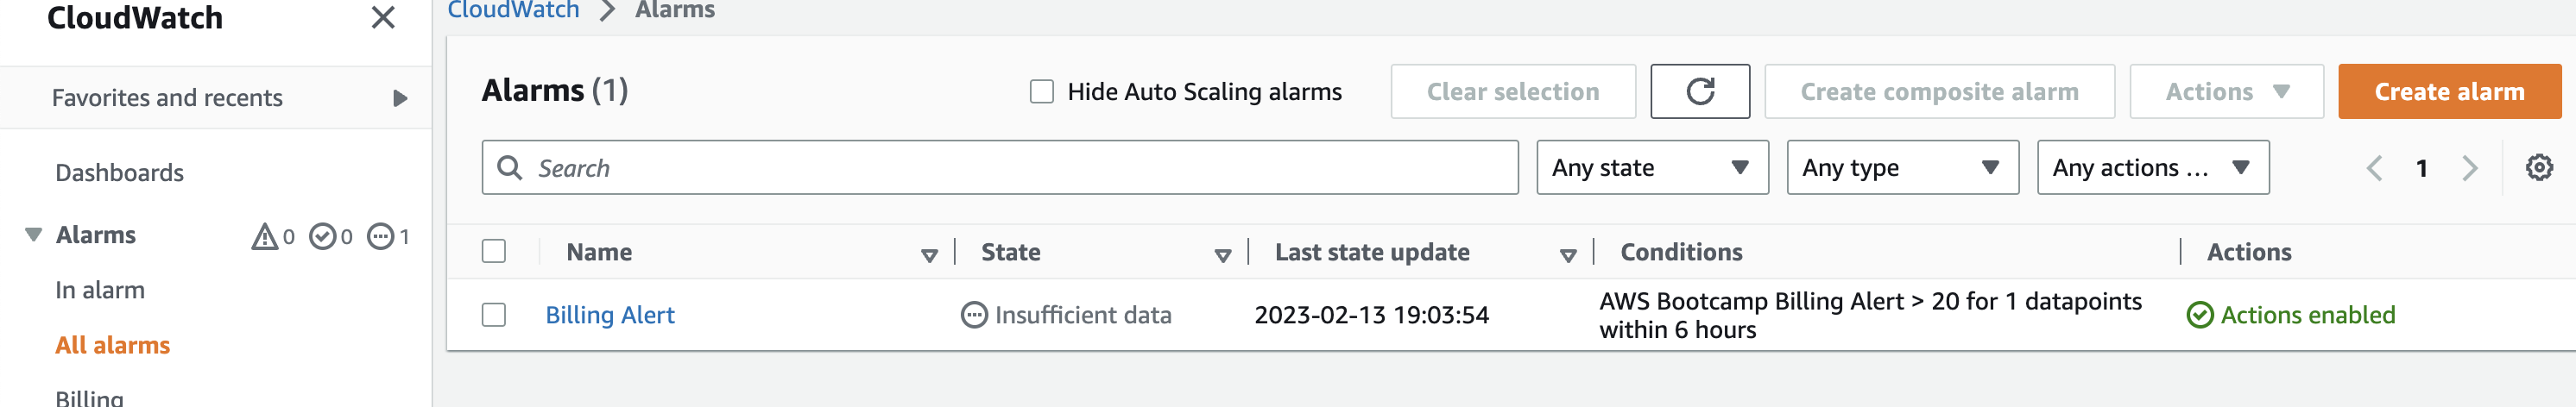 CloudWatch
Favorites and recents
Dashboards
Alarms 0 0 1
In alarm
All alarms
Billing
CloudWatch > Alarms
Alarms (1)
Hide Auto Scaling alarms
Clear selection
Create composite alarm
Actions
Create alarm
Search
Any state
Any type
Any actions ...
1
Name State Last state update Conditions Actions
Billing Alert
Insufficient data
2023-02-13 19:03:54
AWS Bootcamp Billing Alert > 20 for 1 datapoints
within 6 hours
Actions enabled